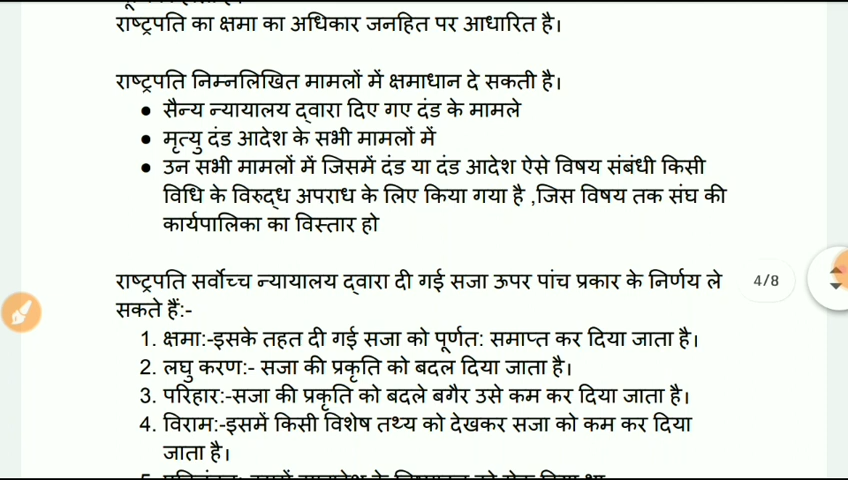 राष्ट्रपति का क्षमा का अधिकार जनहित पर आधारित है।
राष्ट्रपति निम्नलिखित मामलों में क्षमाधान दे सकती है।
● सैन्य न्यायालय द्वारा दिए गए दंड के मामले
● मृत्यु दंड आदेश के सभी मामलों में
● उन सभी मामलों में जिसमें दंड या दंड आदेश ऐसे विषय संबंधी किसी
विधि के विरुद्ध अपराध के लिए किया गया है ,जिस विषय तक संघ की
कार्यपालिका का विस्तार हो
राष्ट्रपति सर्वोच्च न्यायालय द्वारा दी गई सजा ऊपर पांच प्रकार के निर्णय ले
4/8
सकते हैं:-
1. क्षमा:-इसके तहत दी गई सजा को पूर्णत: समाप्त कर दिया जाता है।
2. लघु करण:- सजा की प्रकृति को बदल दिया जाता है।
3. परिहार:-सजा की प्रकृति को बदले बगैर उसे कम कर दिया जाता है।
4. विराम:-इसमें किसी विशेष तथ्य को देखकर सजा को कम कर दिया
जाता है।